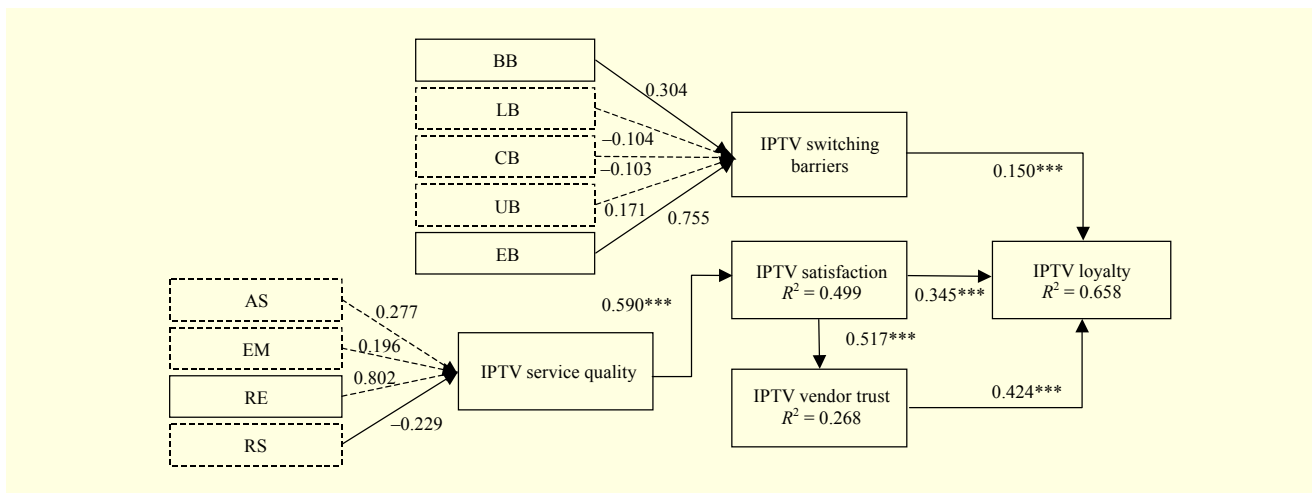 BB
0.304
LB
–0.104
CB
–0.103
UB
0.171
0.755
EB
IPTV switching
barriers
0.150***
AS
0.277
EM
0.196
0.802
RE
–0.229
RS
IPTV service quality
0.590***
IPTV satisfaction
R² = 0.499
0.345***
0.517***
IPTV vendor trust
R² = 0.268
0.424***
IPTV loyalty
R² = 0.658